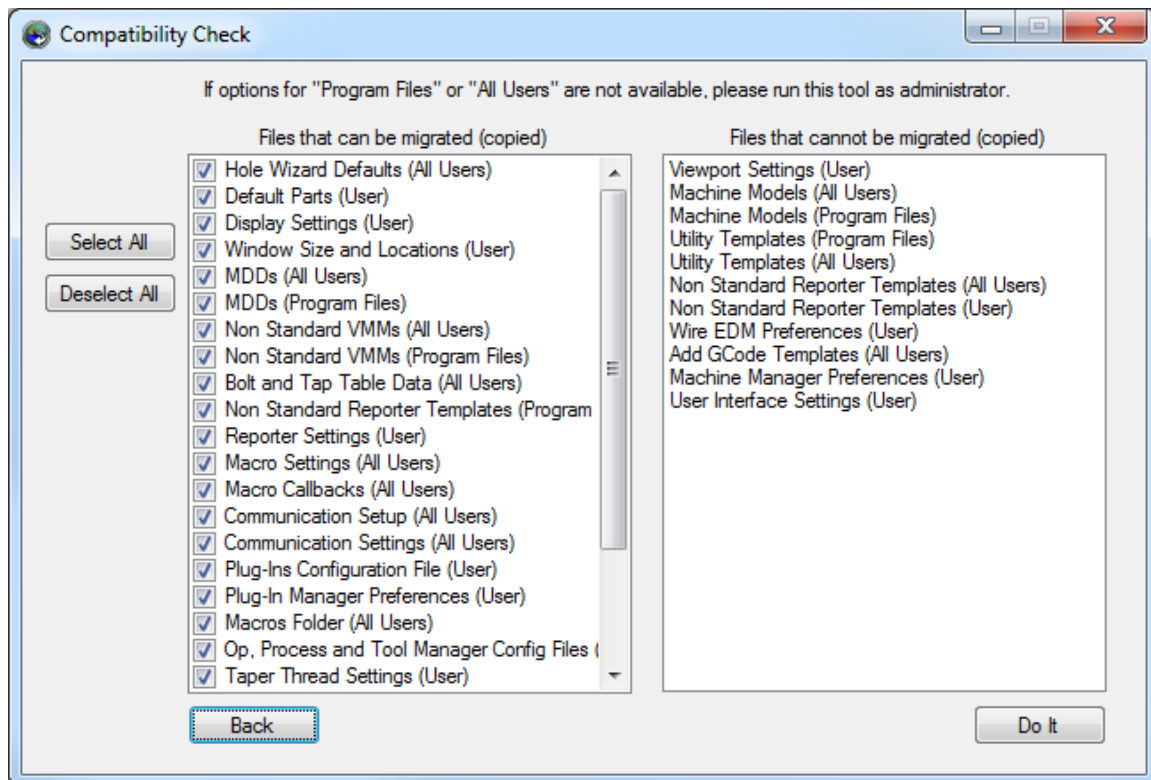 Compatibility Check
If options for "Program Files" or "All Users" are not available, please run this tool as administrator.
Files that can be migrated (copied)
Files that cannot be migrated (copied)
Select All
Deselect All
Hole Wizard Defaults (All Users)
Default Parts (User)
Display Settings (User)
Window Size and Locations (User)
MDDs (All Users)
MDDs (Program Files)
Non Standard VMMs (All Users)
Non Standard VMMs (Program Files)
Bolt and Tap Table Data (All Users)
Non Standard Reporter Templates (Program
Reporter Settings (User)
Macro Settings (All Users)
Macro Callbacks (All Users)
Communication Setup (All Users)
Communication Settings (All Users)
Plug-Ins Configuration File (User)
Plug-In Manager Preferences (User)
Macros Folder (All Users)
Op, Process and Tool Manager Config Files (
Taper Thread Settings (User)
Viewport Settings (User)
Machine Models (All Users)
Machine Models (Program Files)
Utility Templates (Program Files)
Utility Templates (All Users)
Non Standard Reporter Templates (All Users)
Non Standard Reporter Templates (User)
Wire EDM Preferences (User)
Add GCode Templates (All Users)
Machine Manager Preferences (User)
User Interface Settings (User)
Back
Do It